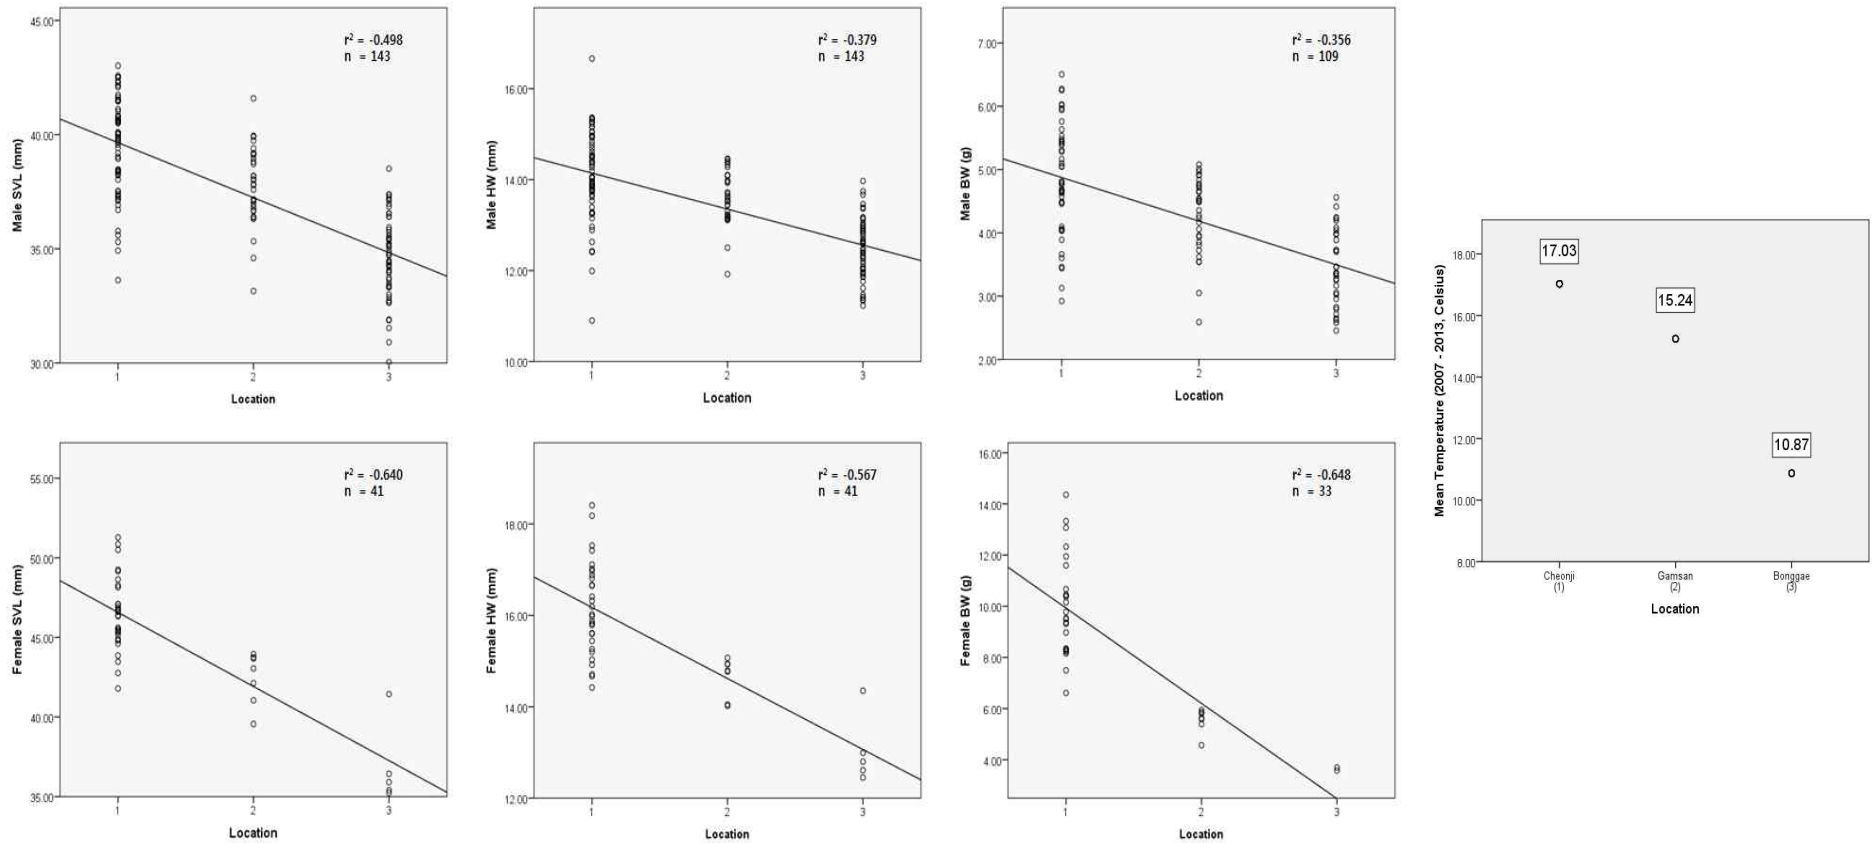 45.00
40.00
35.00
30.00
Male SVL (mm)
r² = -0.498
n = 143
1 2 3
Location
16.00
14.00
12.00
10.00
Male HW (mm)
r² = -0.379
n = 143
1 2 3
Location
7.00
6.00
5.00
4.00
3.00
2.00
Male BW (g)
r² = -0.356
n = 109
1 2 3
Location
55.00
50.00
45.00
40.00
35.00
Female SVL (mm)
r² = -0.640
n = 41
1 2 3
Location
18.00
16.00
14.00
12.00
Female HW (mm)
r² = -0.567
n = 41
1 2 3
Location
16.00
14.00
12.00
10.00
8.00
6.00
4.00
Female BW (g)
r² = -0.648
n = 33
1 2 3
Location
18.00
16.00
14.00
12.00
10.00
8.00
Mean Temperature (2007 - 2013, Celsius)
17.03
15.24
10.87
Cheonji Gamsan Bonggae
(1) (2) (3)
Location